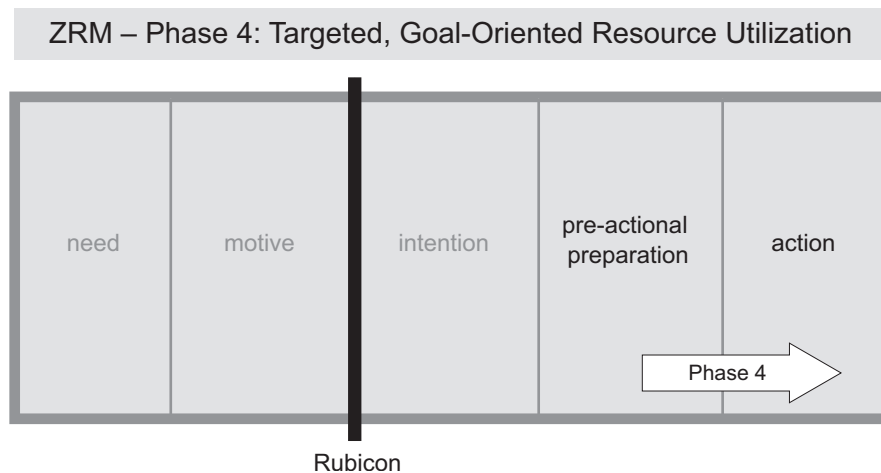 ZRM – Phase 4: Targeted, Goal-Oriented Resource Utilization
need
motive
intention
pre-actional
preparation
action
Phase 4
Rubicon